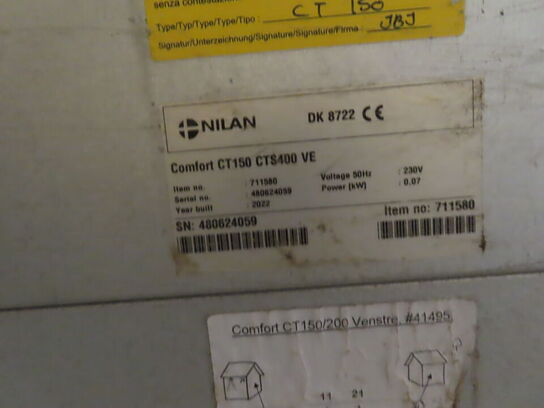 senza contestazione
Type/Typ/Type/Type/Tipo : CT 150
Signatur/Unterzeichnung/Signature/Signature/Firma : JBJ
NILAN DK 8722 CE
Comfort CT150 CTS400 VE
Item no. : 711580 Voltage 50Hz : 230V
Serial no. : 480624059 Power (kW) : 0.07
Year built : 2022
SN: 480624059 Item no: 711580
Comfort CT150/200 Venstre, #41495
11 21